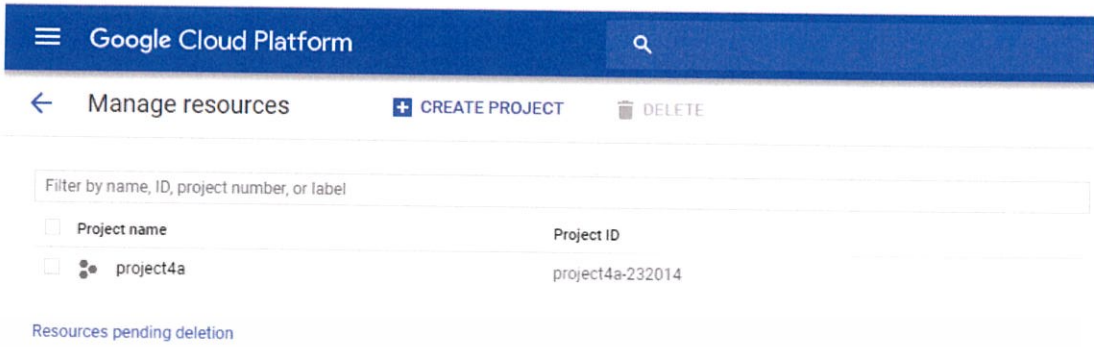 Google Cloud Platform
Manage resources
CREATE PROJECT
DELETE
Filter by name, ID, project number, or label
Project name Project ID
project4a project4a-232014
Resources pending deletion